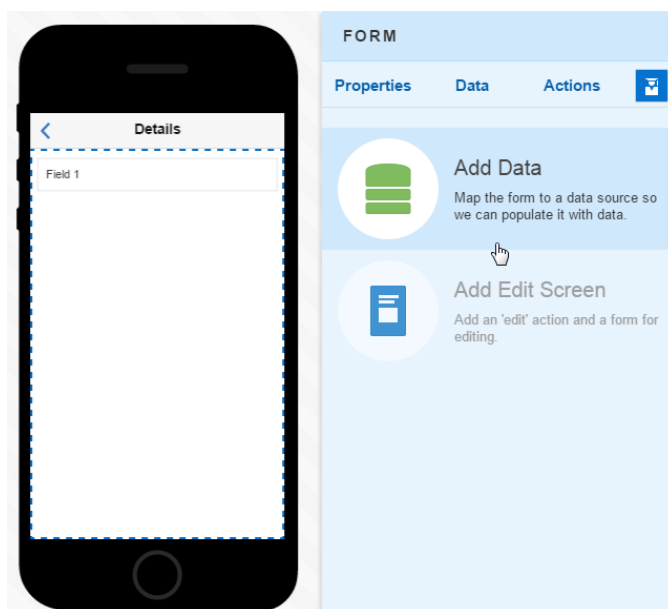 FORM
Properties Data Actions
Details
Field 1
Add Data
Map the form to a data source so
we can populate it with data.
Add Edit Screen
Add an 'edit' action and a form for
editing.